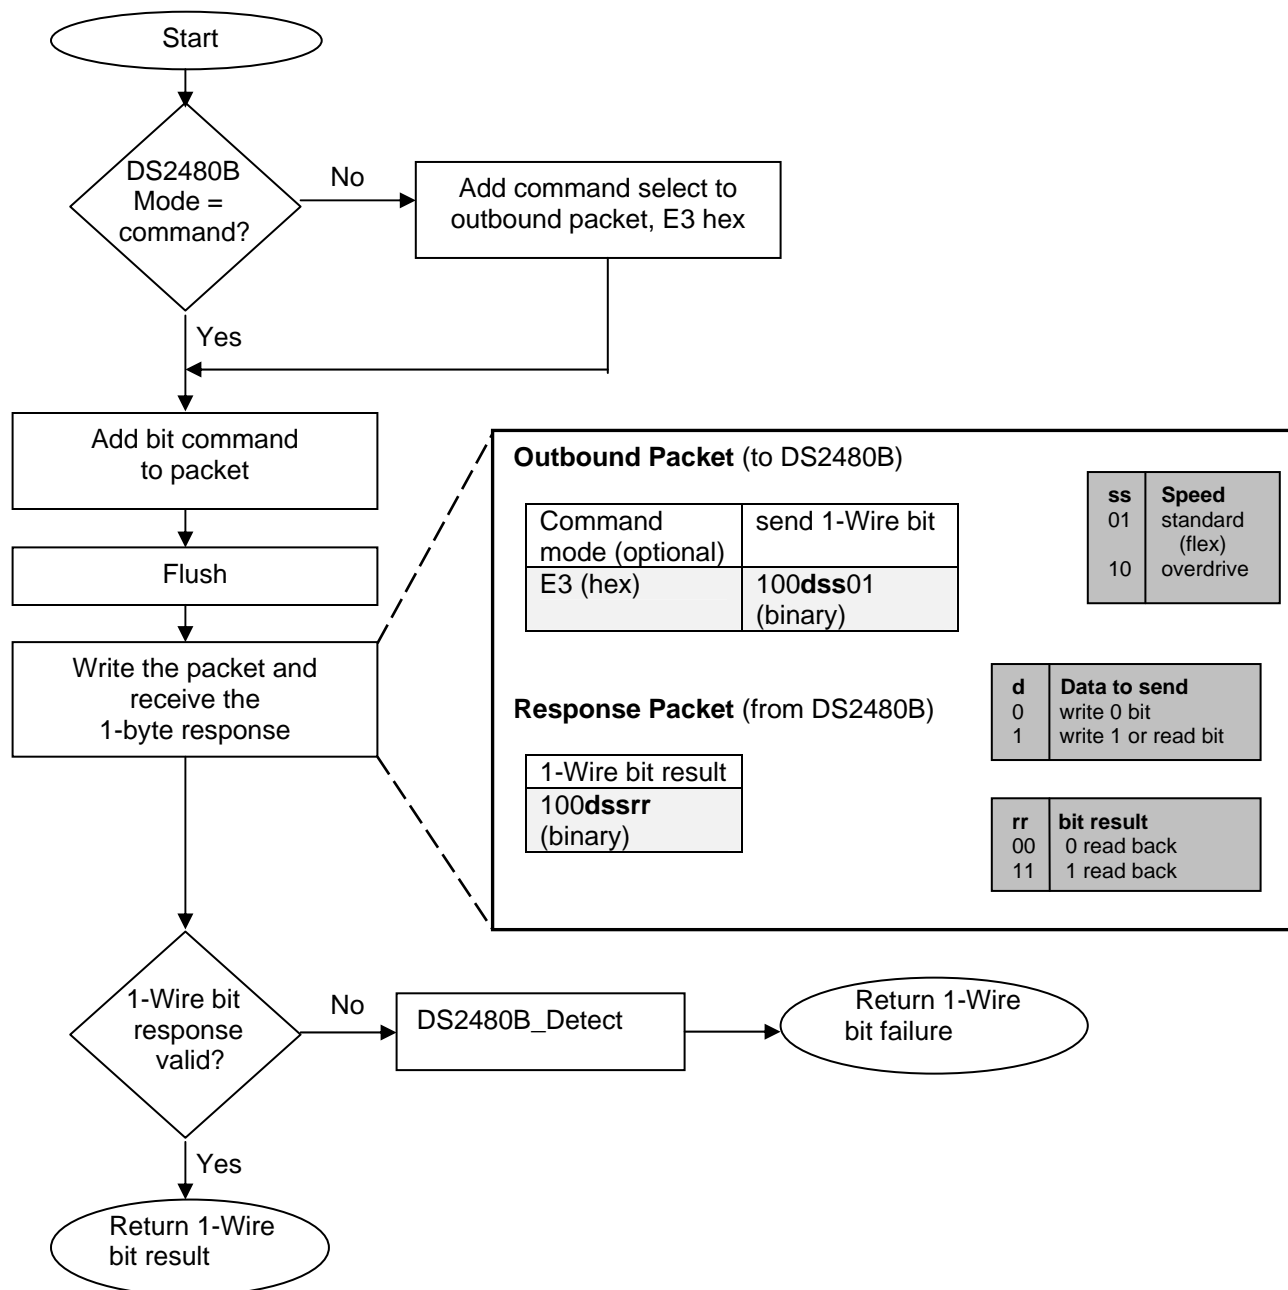 Start
DS2480B
Mode =
command?
No
Add command select to
outbound packet, E3 hex
Yes
Add bit command
to packet
Flush
Write the packet and
receive the
1-byte response
Outbound Packet (to DS2480B)
Command
mode (optional)
send 1-Wire bit
E3 (hex)
100dss01
(binary)
ss Speed
01 standard
(flex)
10 overdrive
d Data to send
0 write 0 bit
1 write 1 or read bit
Response Packet (from DS2480B)
1-Wire bit result
100dssrr
(binary)
rr bit result
00 0 read back
11 1 read back
1-Wire bit
response
valid?
No
DS2480B_Detect
Return 1-Wire
bit failure
Yes
Return 1-Wire
bit result